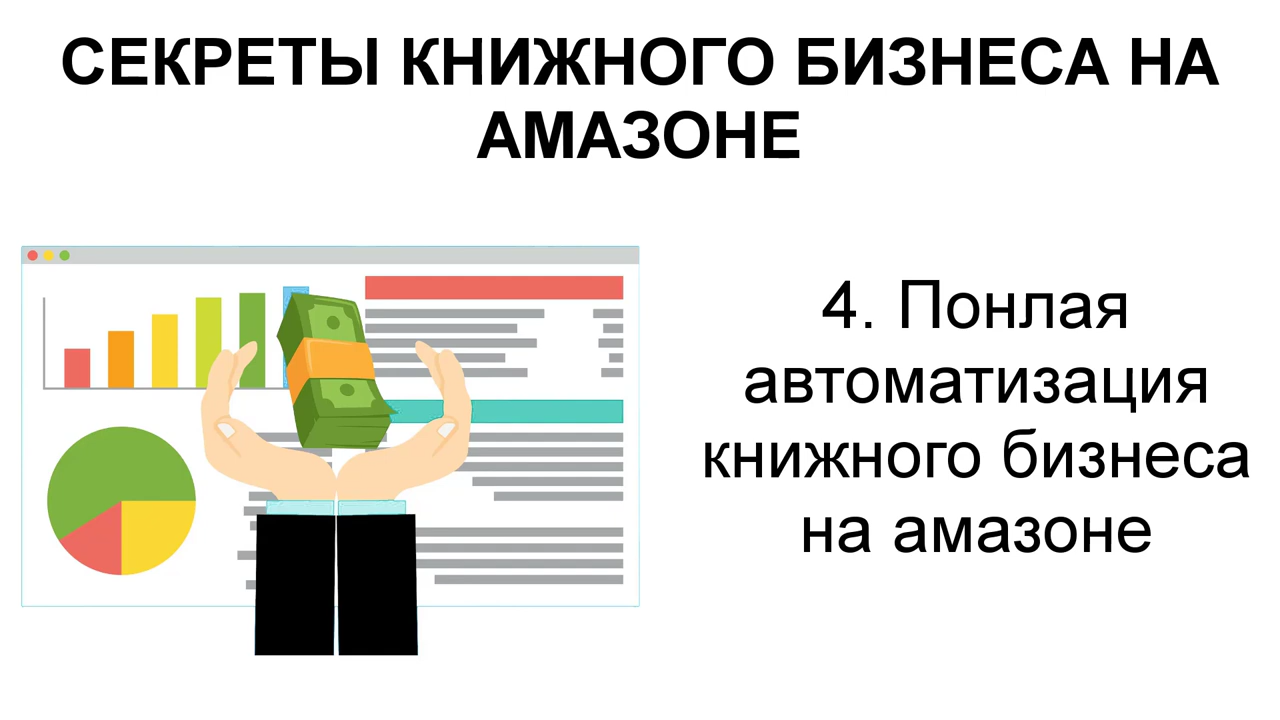 СЕКРЕТЫ КНИЖНОГО БИЗНЕСА НА
АМАЗОНЕ
4. Понлая
автоматизация
книжного бизнеса
на амазоне